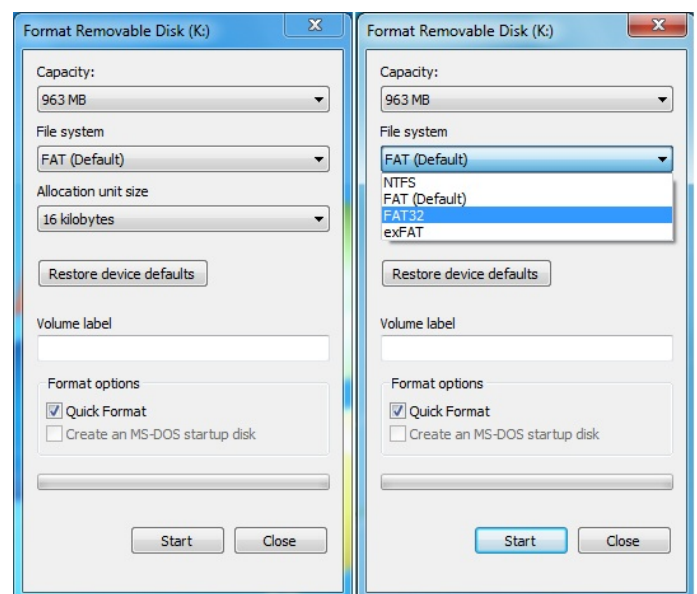 Format Removable Disk (K:)
Capacity:
963 MB
File system
FAT (Default)
Allocation unit size
16 kilobytes
Restore device defaults
Volume label
Format options
Quick Format
Create an MS-DOS startup disk
Start
Close
Format Removable Disk (K:)
Capacity:
963 MB
File system
FAT (Default)
NTFS
FAT (Default)
FAT32
exFAT
Restore device defaults
Volume label
Format options
Quick Format
Create an MS-DOS startup disk
Start
Close